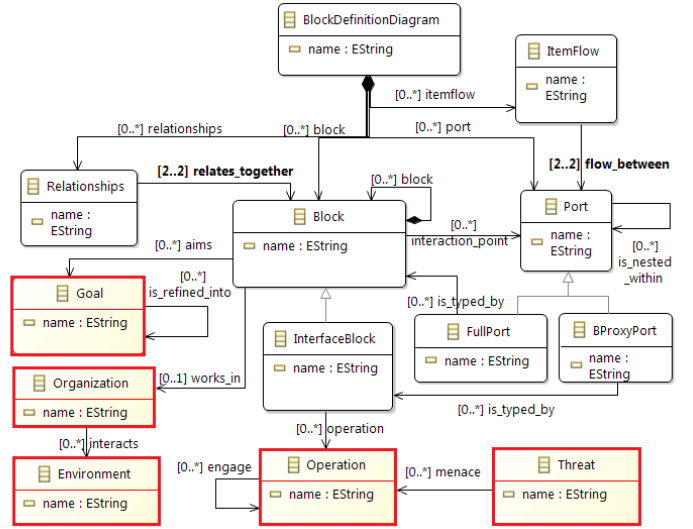 BlockDefinitionDiagram
name : EString
ItemFlow
name :
EString
[0..*] itemflow
[0..*] relationships
[0..*] block
[0..*] port
[2..2] relates_together
[2..2] flow_between
Relationships
name :
EString
[0..*] block
Block
name : EString
[0..*]
interaction_point
Port
name :
EString
[0..*]
is_nested
_within
[0..*] aims
[0..*]
is_refined_into
Goal
name : EString
[0..*] is_typed_by
InterfaceBlock
name : EString
FullPort
name : EString
BProxyPort
name :
EString
Organization
name : EString
[0..1] works_in
[0..*] is_typed_by
[0..*] operation
[0..*] interacts
Environment
name : EString
[0..*] engage
Operation
name : EString
[0..*] menace
Threat
name : EString